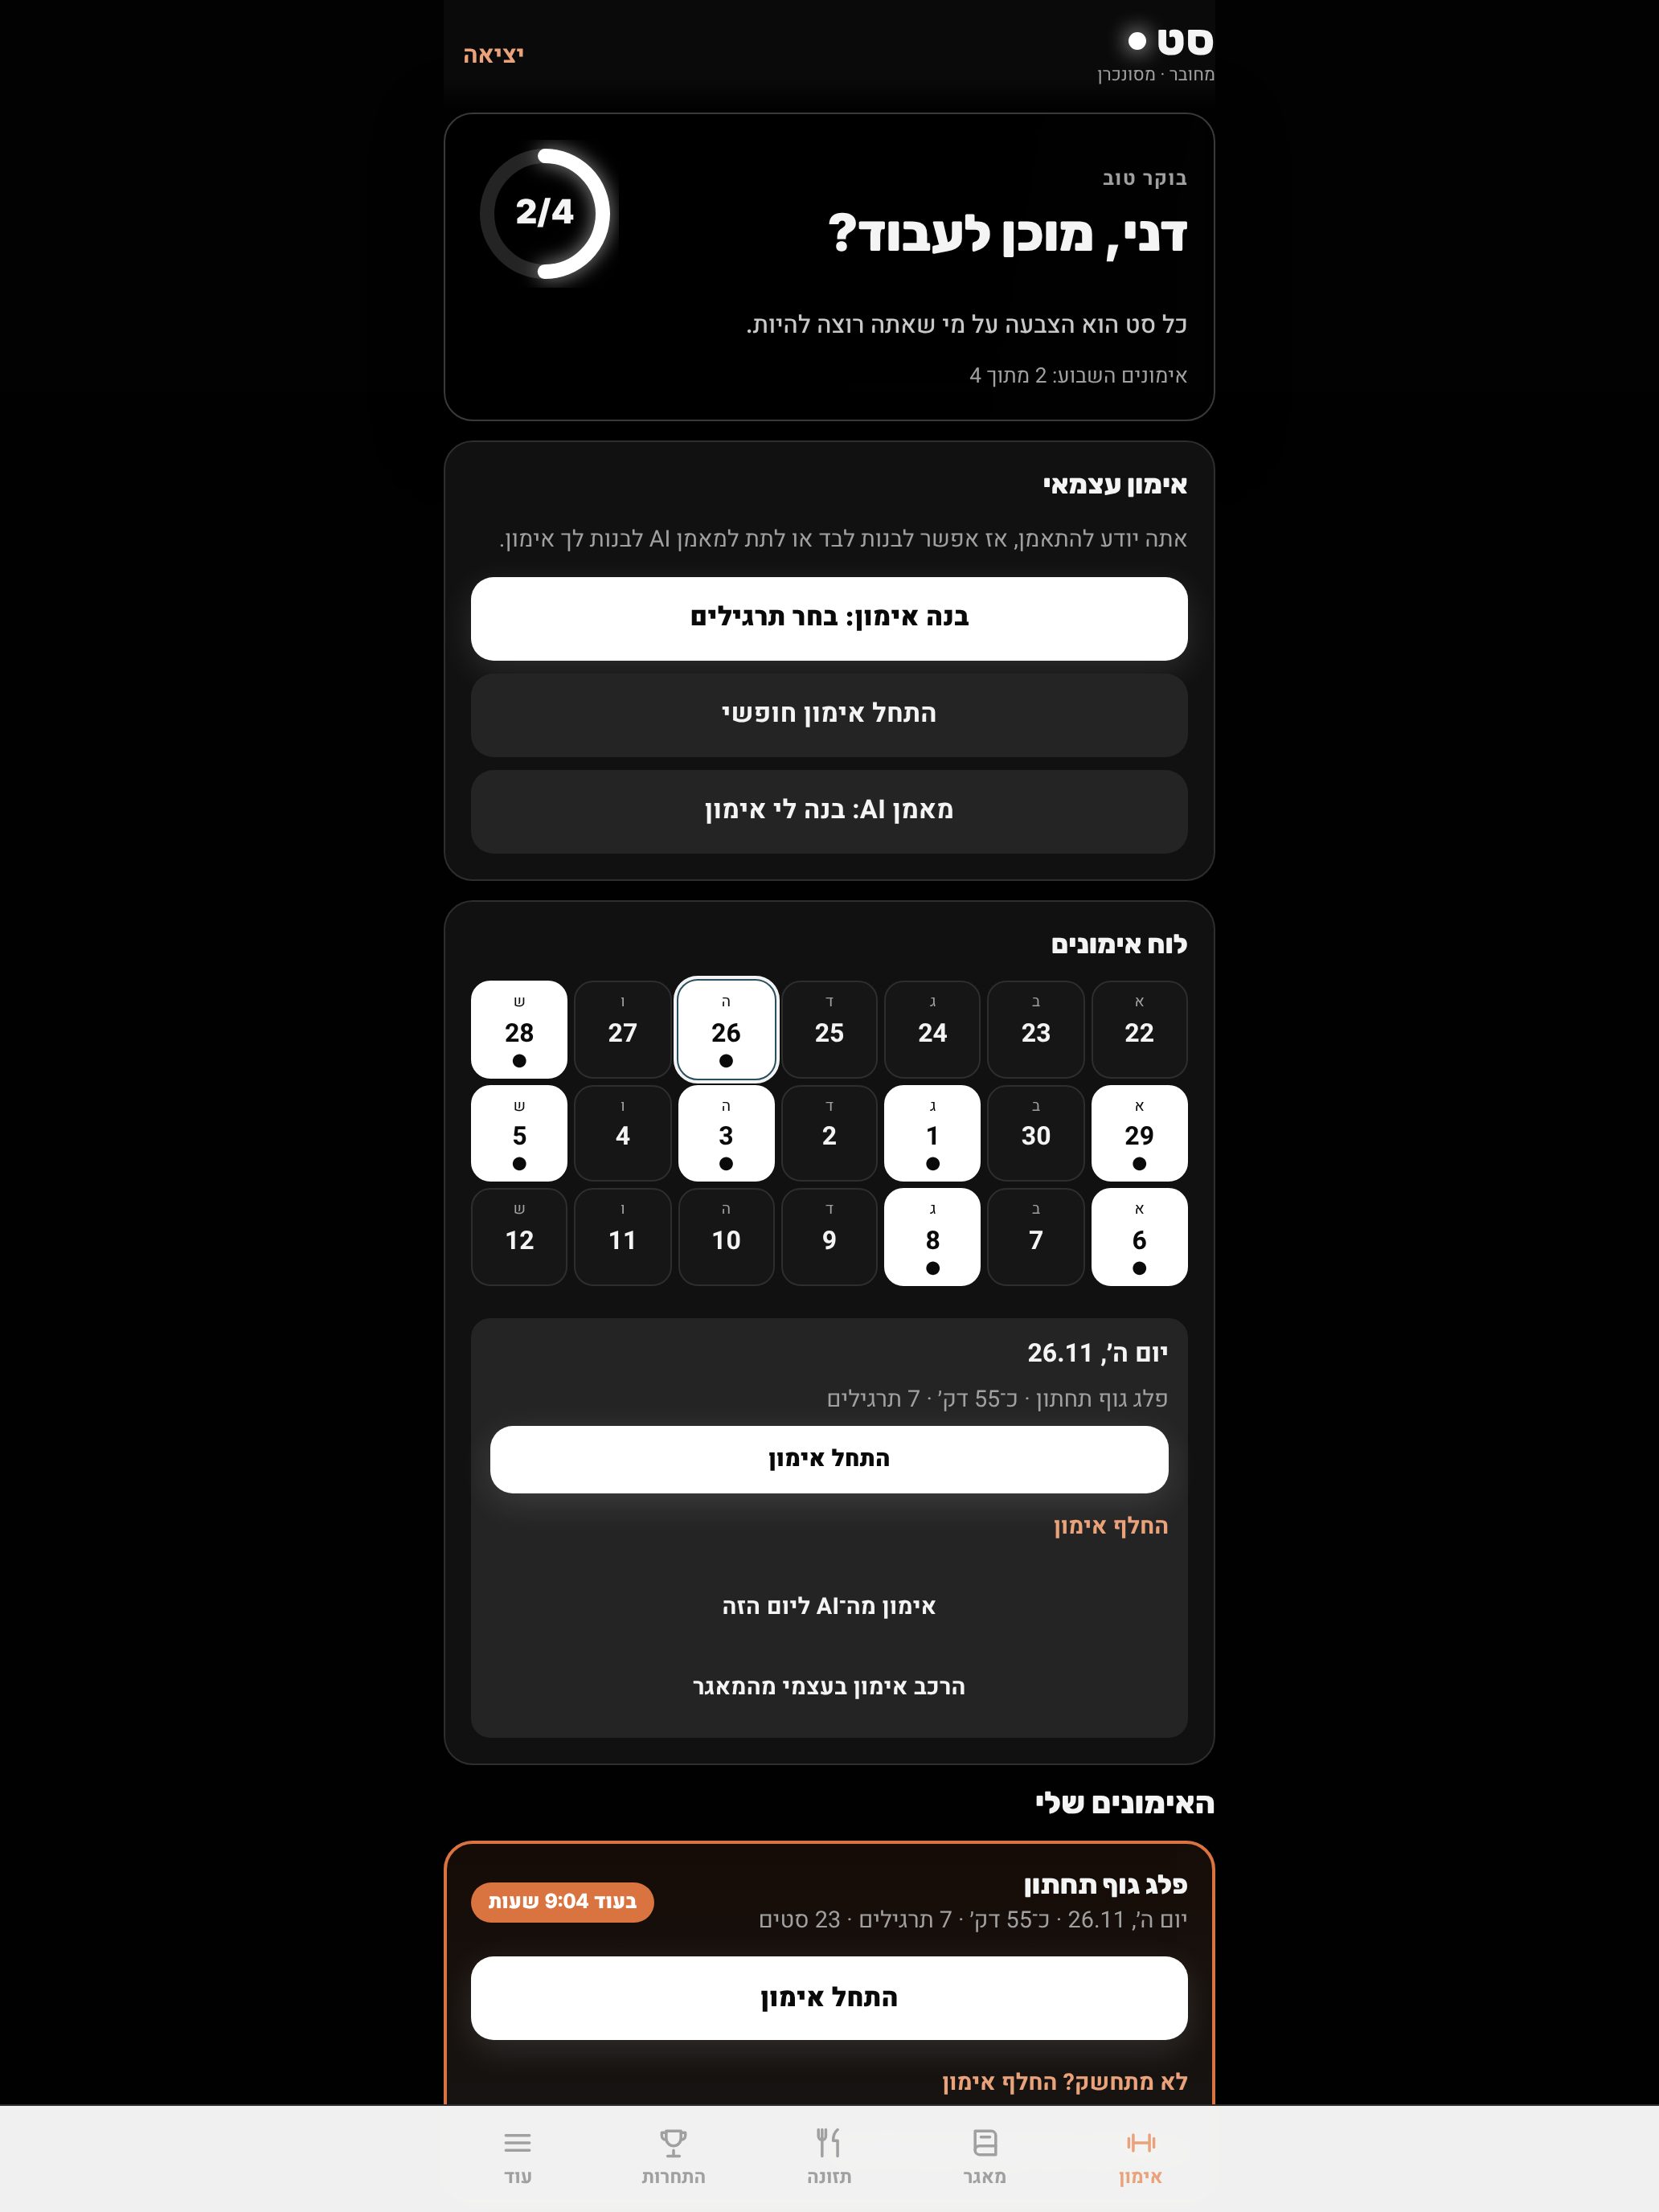 סט
יציאה
מחובר · מסונכרן
בוקר טוב
דני, מוכן לעבוד?
2/4
כל סט הוא הצבעה על מי שאתה רוצה להיות.
אימונים השבוע: 2 מתוך 4
אימון עצמאי
אתה יודע להתאמן, אז אפשר לבנות לבד או לתת למאמן AI לבנות לך אימון.
בנה אימון: בחר תרגילים
התחל אימון חופשי
מאמן AI: בנה לי אימון
לוח אימונים
א ב ג ד ה ו ש
22 23 24 25 26 27 28
א ב ג ד ה ו ש
29 30 1 2 3 4 5
א ב ג ד ה ו ש
6 7 8 9 10 11 12
יום ה׳, 26.11
פלג גוף תחתון · כ־55 דק׳ · 7 תרגילים
התחל אימון
החלף אימון
אימון מה־AI ליום הזה
הרכב אימון בעצמי מהמאגר
האימונים שלי
פלג גוף תחתון
בעוד 9:04 שעות
יום ה׳, 26.11 · כ־55 דק׳ · 7 תרגילים · 23 סטים
התחל אימון
לא מתחשק? החלף אימון
אימון מאגר תזונה התחרות עוד